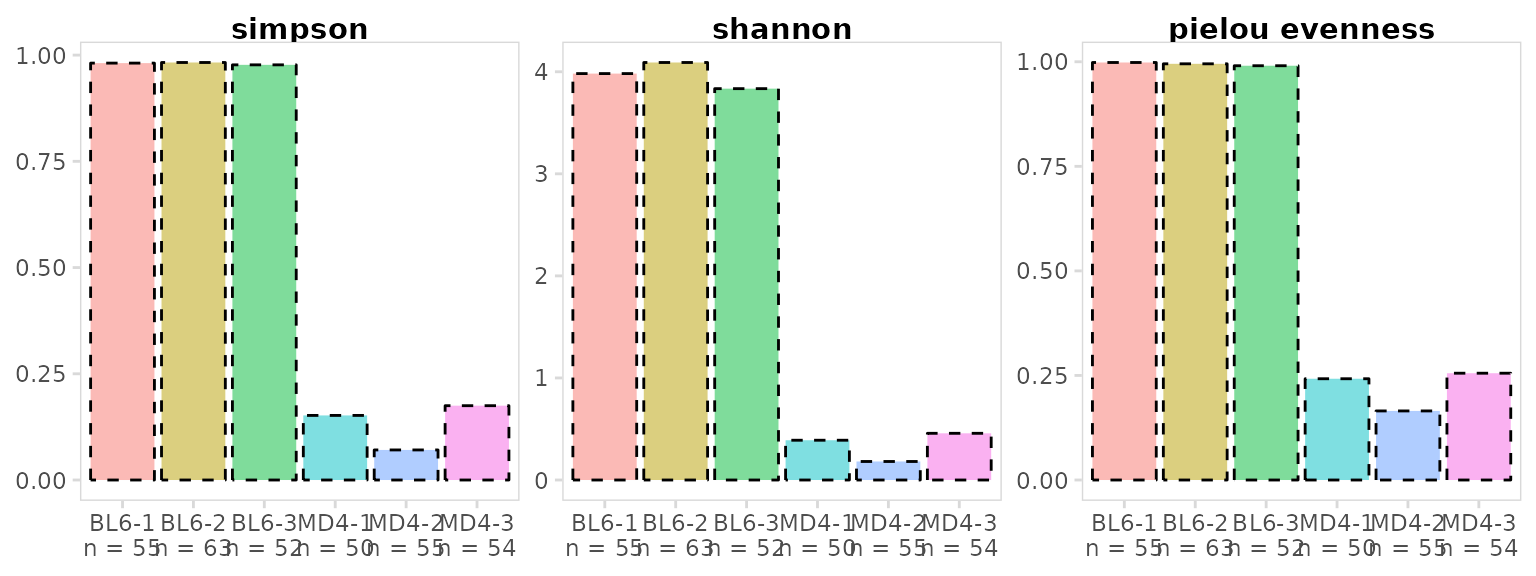 simpson
shannon
pielou evenness
1.00
0.75
0.50
0.25
0.00
BL6-1 BL6-2 BL6-3 MD4-1 MD4-2 MD4-3
n = 55 n = 63 n = 52 n = 50 n = 55 n = 54
4
3
2
1
0
BL6-1 BL6-2 BL6-3 MD4-1 MD4-2 MD4-3
n = 55 n = 63 n = 52 n = 50 n = 55 n = 54
1.00
0.75
0.50
0.25
0.00
BL6-1 BL6-2 BL6-3 MD4-1 MD4-2 MD4-3
n = 55 n = 63 n = 52 n = 50 n = 55 n = 54